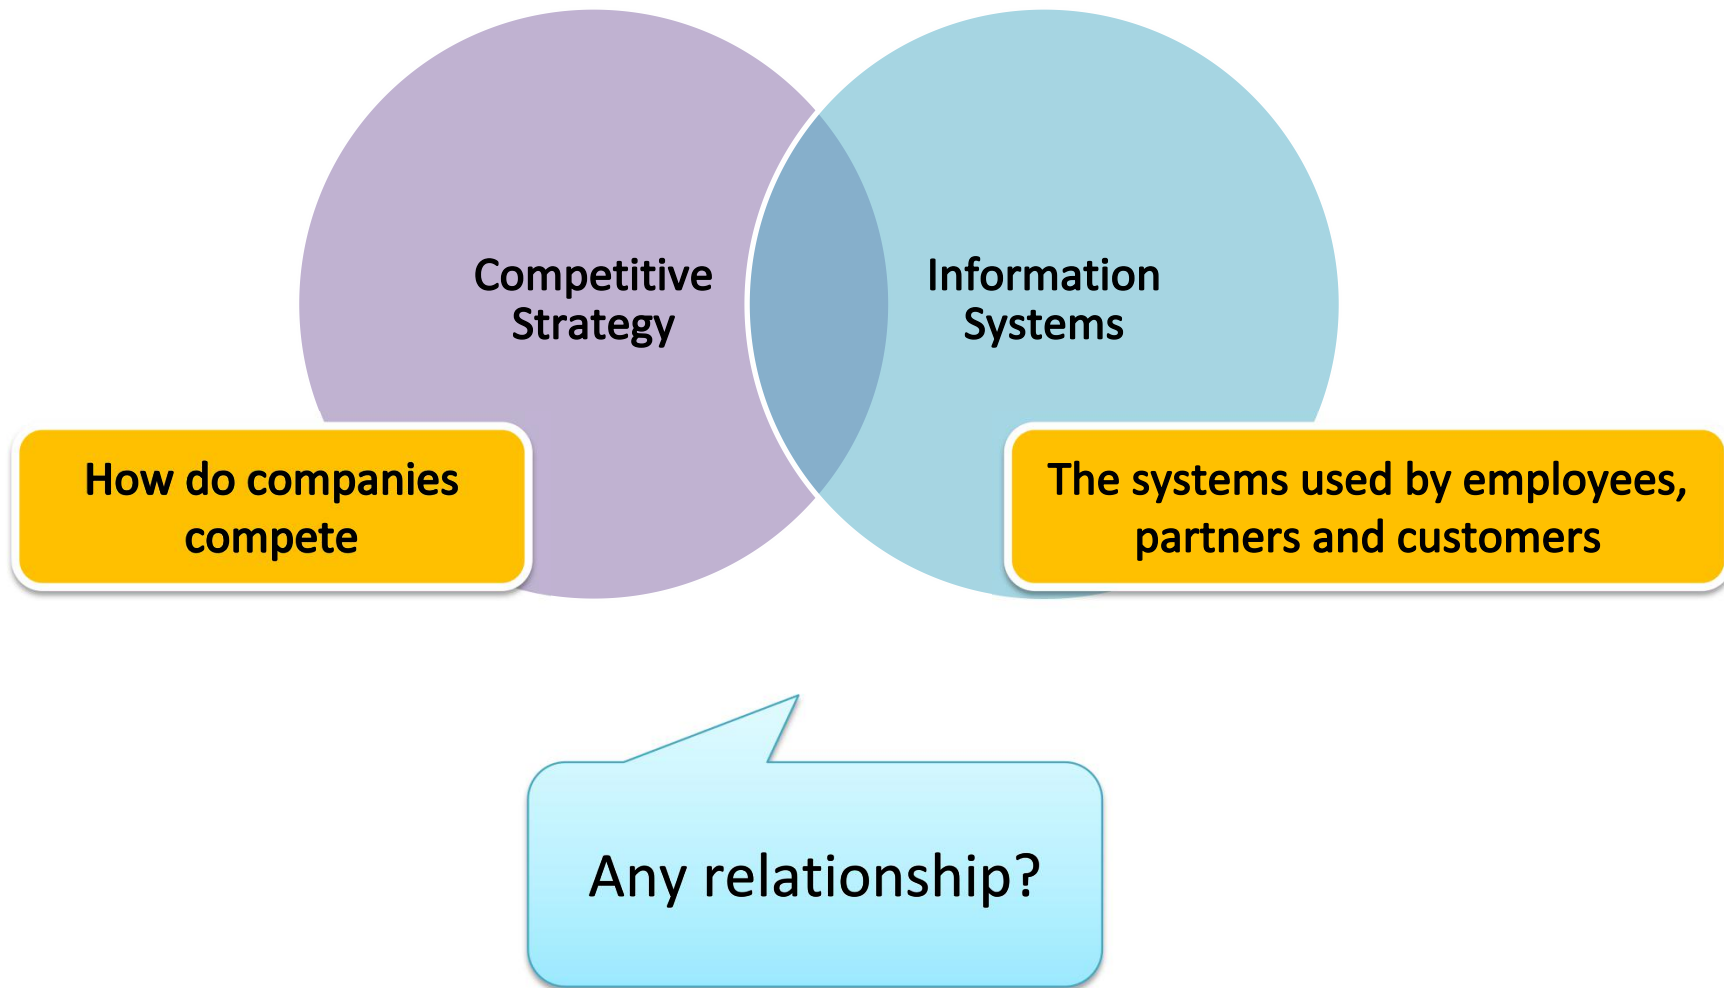 Competitive
Strategy
Information
Systems
How do companies
compete
The systems used by employees,
partners and customers
Any relationship?